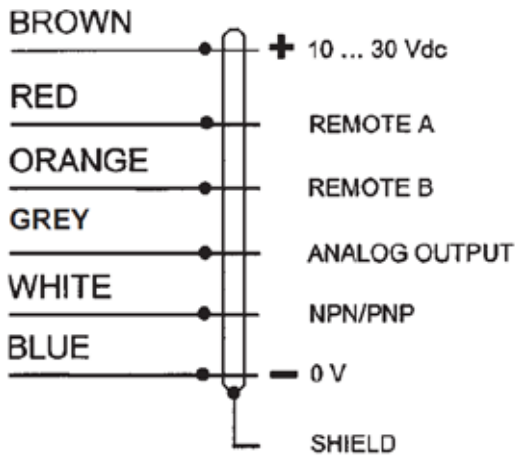 BROWN
+ 10 ... 30 Vdc
RED
REMOTE A
ORANGE
REMOTE B
GREY
ANALOG OUTPUT
WHITE
NPN/PNP
BLUE
− 0 V
SHIELD